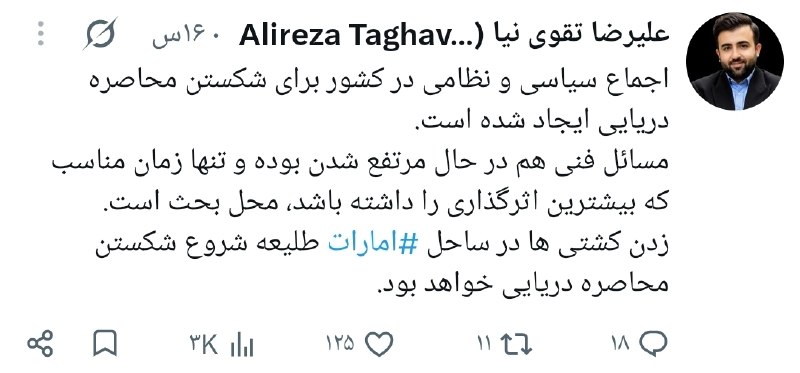 علیرضا تقوی نیا (Alireza Taghav... · ۱۶س
اجماع سیاسی و نظامی در کشور برای شکستن محاصره
دریایی ایجاد شده است.
مسائل فنی هم در حال مرتفع شدن بوده و تنها زمان مناسب
که بیشترین اثرگذاری را داشته باشد، محل بحث است.
زدن کشتی ها در ساحل #امارات طلیعه شروع شکستن
محاصره دریایی خواهد بود.
۱۸ ۱۱ ۱۲۵ ۳K